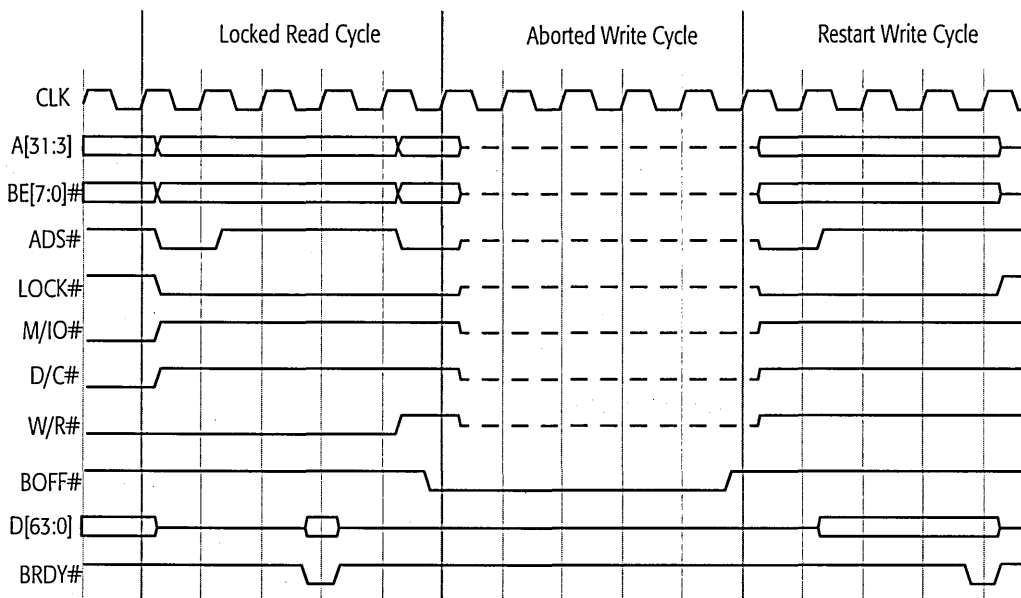 Locked Read Cycle
Aborted Write Cycle
Restart Write Cycle
CLK
A[31:3]
BE[7:0]#
ADS#
LOCK#
M/IO#
D/C#
W/R#
BOFF#
D[63:0]
BRDY#